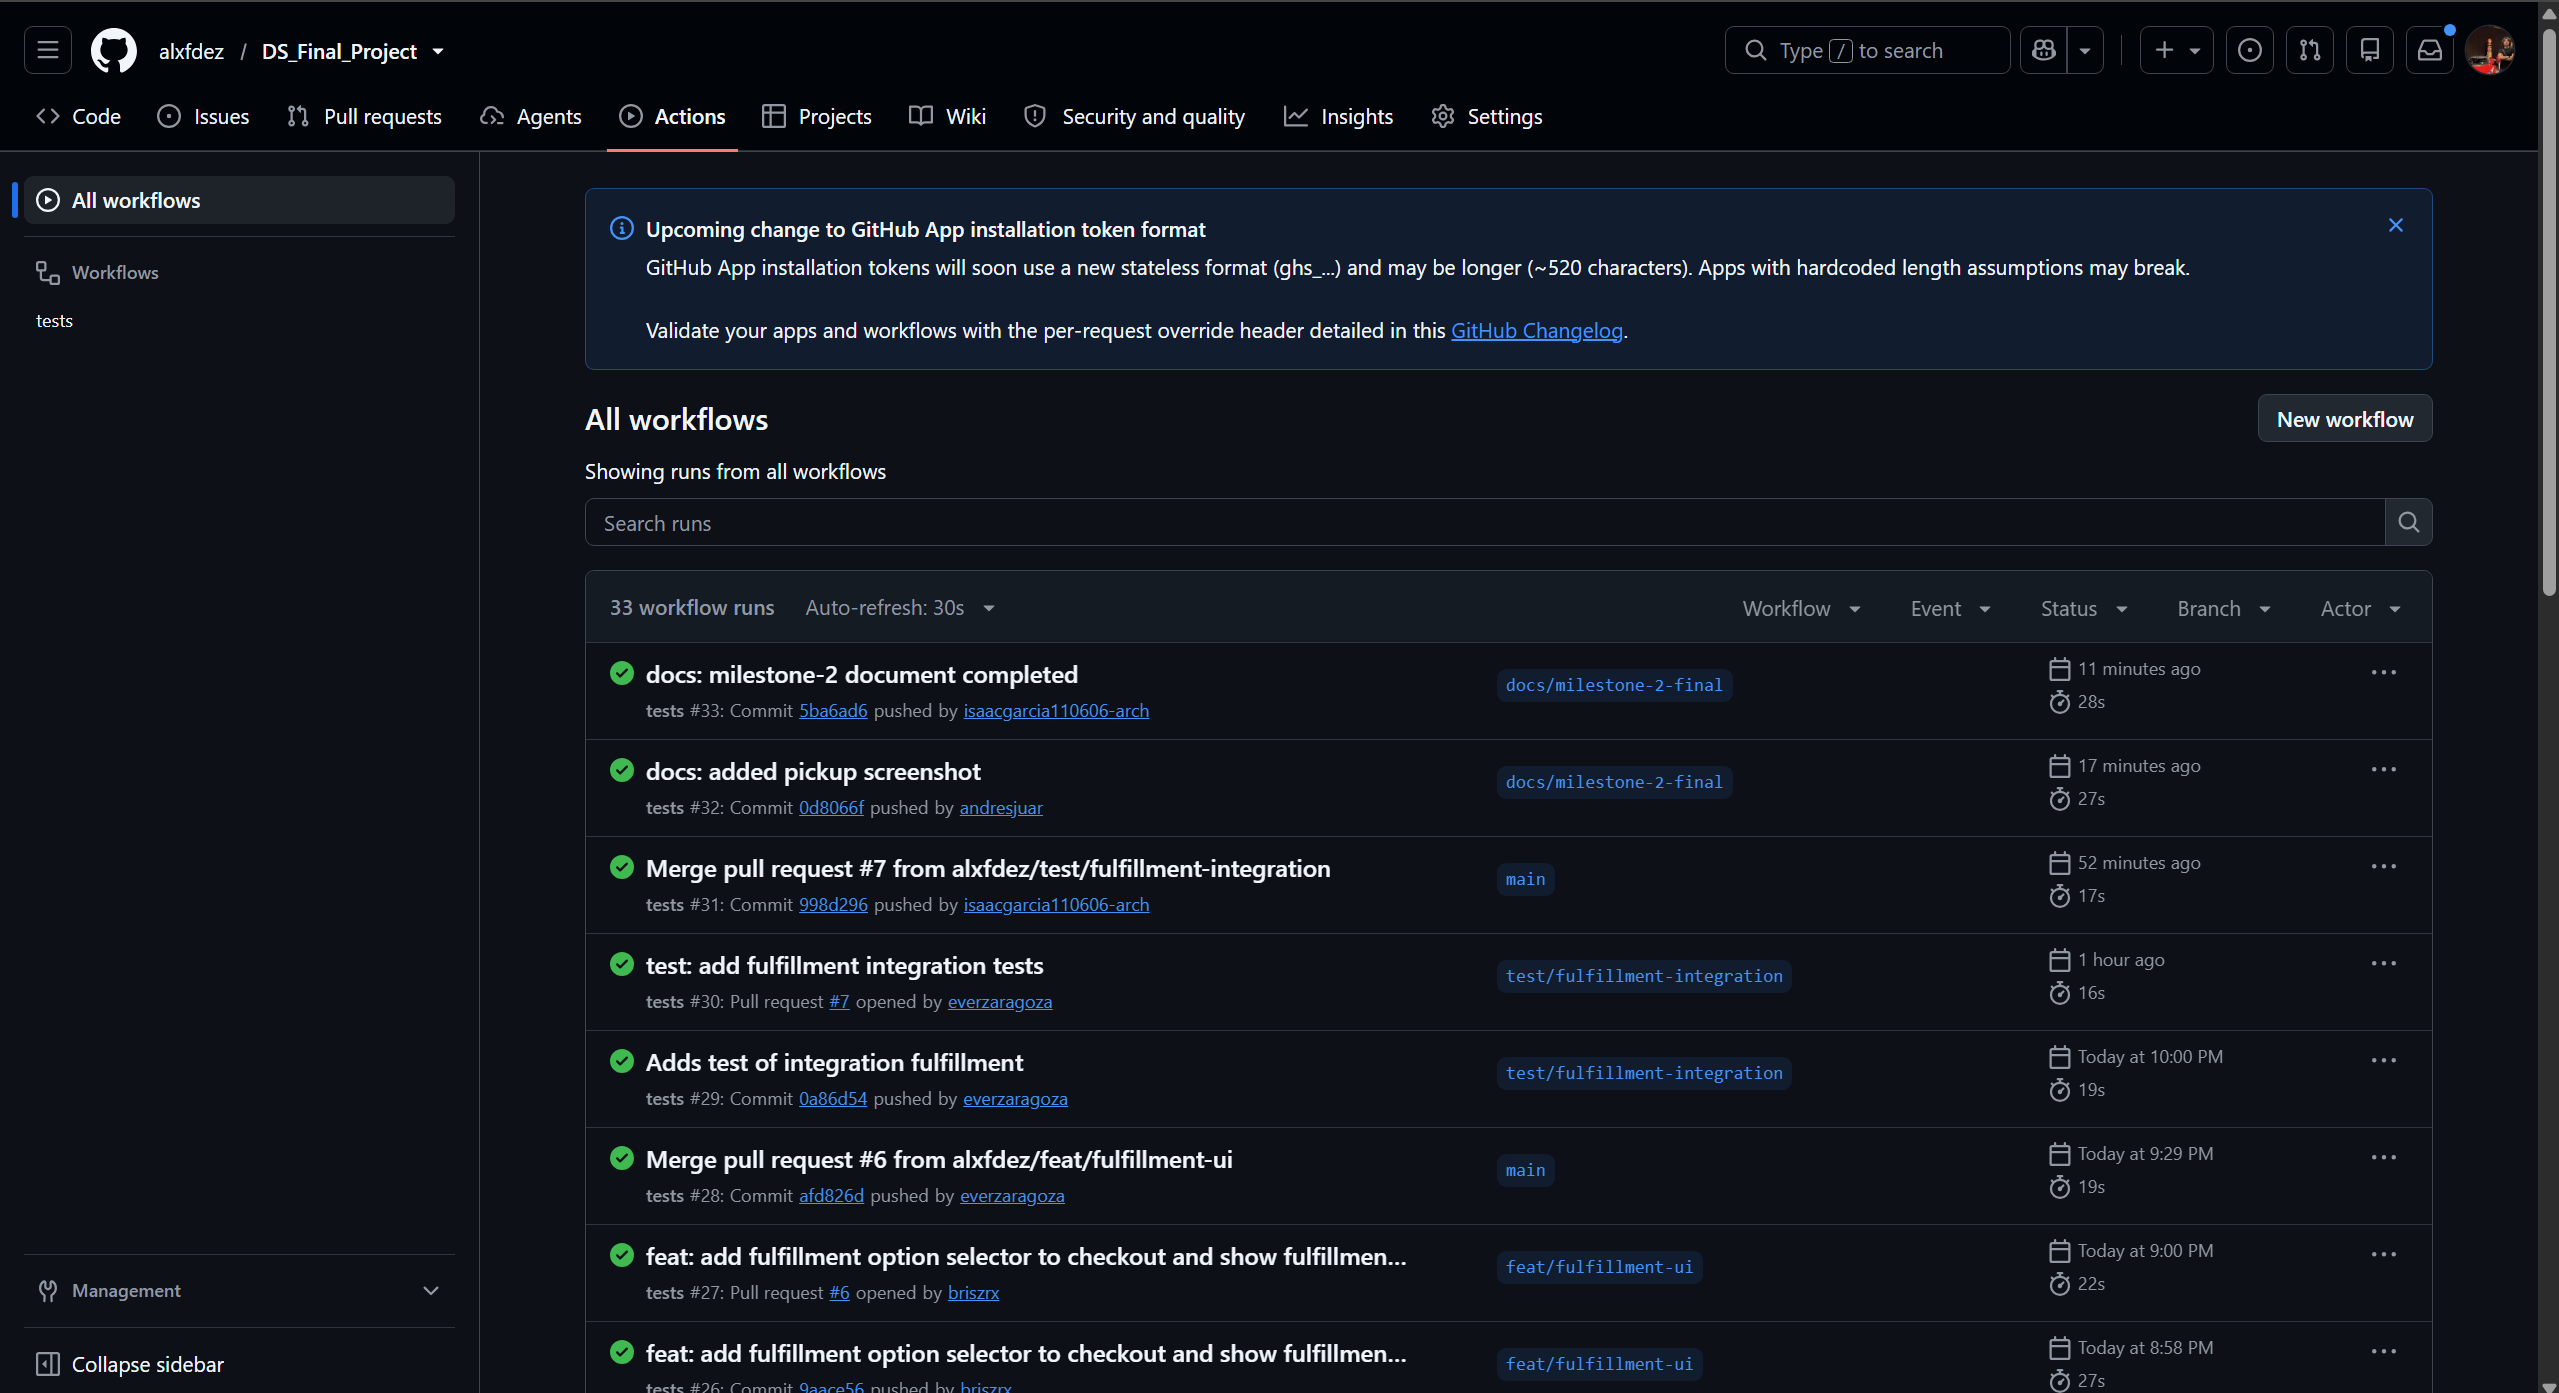 alxfdez / DS_Final_Project
Type / to search
Code
Issues
Pull requests
Agents
Actions
Projects
Wiki
Security and quality
Insights
Settings
All workflows
Workflows
tests
Management
Collapse sidebar
Upcoming change to GitHub App installation token format
GitHub App installation tokens will soon use a new stateless format (ghs_...) and may be longer (~520 characters). Apps with hardcoded length assumptions may break.
Validate your apps and workflows with the per-request override header detailed in this GitHub Changelog.
All workflows
New workflow
Showing runs from all workflows
Search runs
33 workflow runs
Auto-refresh: 30s
Workflow
Event
Status
Branch
Actor
docs: milestone-2 document completed
tests #33: Commit 5ba6ad6 pushed by isaacgarcia110606-arch
docs/milestone-2-final
11 minutes ago
28s
docs: added pickup screenshot
tests #32: Commit 0d8066f pushed by andresjuar
docs/milestone-2-final
17 minutes ago
27s
Merge pull request #7 from alxfdez/test/fulfillment-integration
tests #31: Commit 998d296 pushed by isaacgarcia110606-arch
main
52 minutes ago
17s
test: add fulfillment integration tests
tests #30: Pull request #7 opened by everzaragoza
test/fulfillment-integration
1 hour ago
16s
Adds test of integration fulfillment
tests #29: Commit 0a86d54 pushed by everzaragoza
test/fulfillment-integration
Today at 10:00 PM
19s
Merge pull request #6 from alxfdez/feat/fulfillment-ui
tests #28: Commit afd826d pushed by everzaragoza
main
Today at 9:29 PM
19s
feat: add fulfillment option selector to checkout and show fulfillmen...
tests #27: Pull request #6 opened by briszrx
feat/fulfillment-ui
Today at 9:00 PM
22s
feat: add fulfillment option selector to checkout and show fulfillmen...
tests #26: Commit 9aace56 pushed by briszrx
feat/fulfillment-ui
Today at 8:58 PM
27s